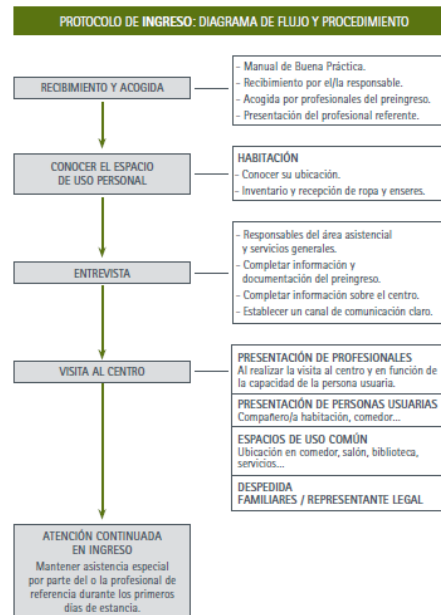 PROTOCOLO DE INGRESO: DIAGRAMA DE FLUJO Y PROCEDIMIENTO
RECIBIMIENTO Y ACOGIDA
- Manual de Buena Práctica.
- Recibimiento por el/la responsable.
- Acogida por profesionales del preingreso.
- Presentación del profesional referente.
CONOCER EL ESPACIO
DE USO PERSONAL
HABITACIÓN
- Conocer su ubicación.
- Inventario y recepción de ropa y enseres.
ENTREVISTA
- Responsables del área asistencial
y servicios generales.
- Completar información y
documentación del preingreso.
- Completar información sobre el centro.
- Establecer un canal de comunicación claro.
VISITA AL CENTRO
PRESENTACIÓN DE PROFESIONALES
Al realizar la visita al centro y en función de
la capacidad de la persona usuaria.
PRESENTACIÓN DE PERSONAS USUARIAS
Compañero/a habitación, comedor...
ESPACIOS DE USO COMÚN
Ubicación en comedor, salón, biblioteca,
servicios...
DESPEDIDA
FAMILIARES / REPRESENTANTE LEGAL
ATENCIÓN CONTINUADA
EN INGRESO
Mantener asistencia especial
por parte del o la profesional de
referencia durante los primeros
días de estancia.